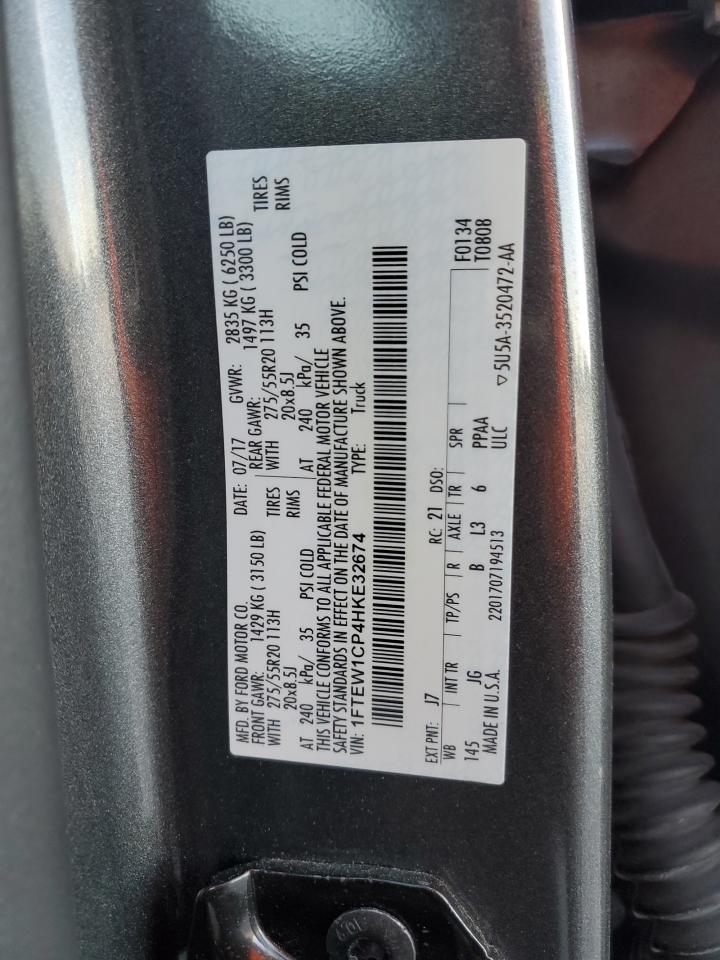 MFD. BY FORD MOTOR CO. DATE: 07/17 GVWR: 2835 KG ( 6250 LB)
FRONT GAWR: 1429 KG ( 3150 LB) REAR GAWR: 1497 KG ( 3300 LB)
WITH 275/55R20 113H TIRES WITH 275/55R20 113H TIRES
20x8.5J RIMS 20x8.5J RIMS
AT 240 kPa/ 35 PSI COLD AT 240 kPa/ 35 PSI COLD
THIS VEHICLE CONFORMS TO ALL APPLICABLE FEDERAL MOTOR VEHICLE
SAFETY STANDARDS IN EFFECT ON THE DATE OF MANUFACTURE SHOWN ABOVE.
VIN: 1FTEW1CP4HKE32674 TYPE: Truck
EXT PNT: J7 RC: 21 DSO: F0134
WB INT TR TP/PS R AXLE TR SPR T0808
145 JG B L3 6 PPAA
ULC
MADE IN U.S.A. 2201707194513 ▽5U5A-3520472-AA
10.9